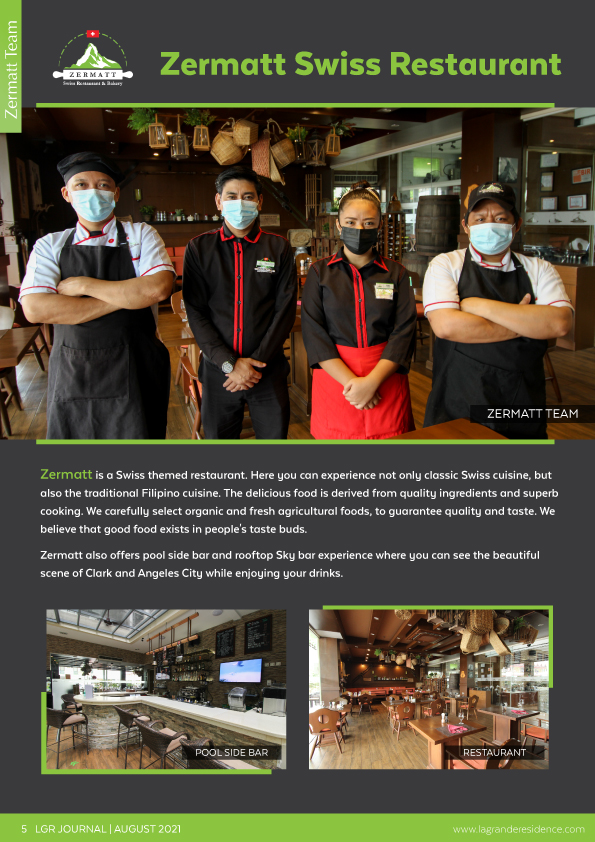 Zermatt Team
ZERMATT
Swiss Restaurant & Bakery
Zermatt Swiss Restaurant
ZERMATT TEAM
Zermatt is a Swiss themed restaurant. Here you can experience not only classic Swiss cuisine, but
also the traditional Filipino cuisine. The delicious food is derived from quality ingredients and superb
cooking. We carefully select organic and fresh agricultural foods, to guarantee quality and taste. We
believe that good food exists in people's taste buds.
Zermatt also offers pool side bar and rooftop Sky bar experience where you can see the beautiful
scene of Clark and Angeles City while enjoying your drinks.
POOL SIDE BAR
RESTAURANT
5 LGR JOURNAL | AUGUST 2021
www.lagranderesidence.com